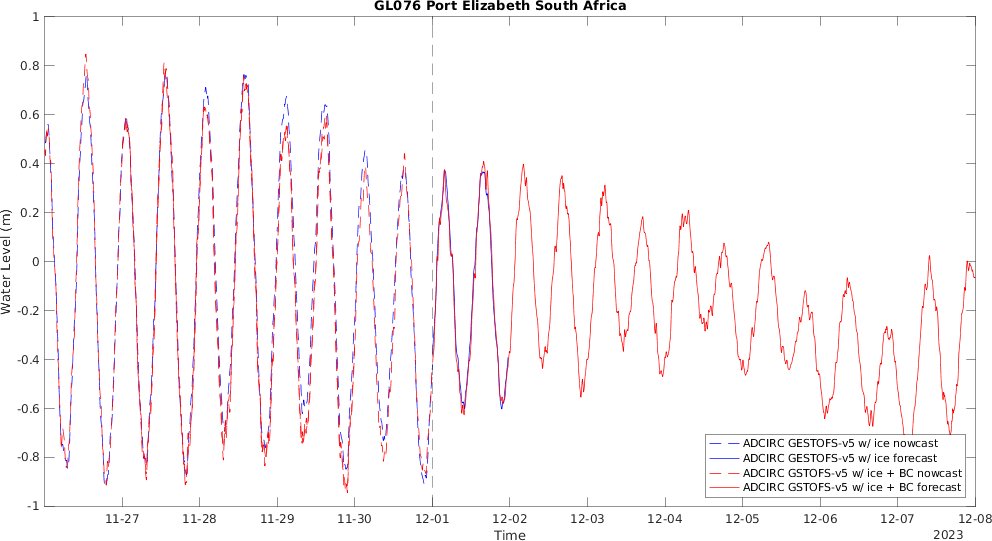 GL076 Port Elizabeth South Africa
1
0.8
0.6
0.4
0.2
0
-0.2
-0.4
-0.6
-0.8
-1
Water Level (m)
ADCIRC GESTOFS-v5 w/ ice nowcast
ADCIRC GESTOFS-v5 w/ ice forecast
ADCIRC GSTOFS-v5 w/ ice + BC nowcast
ADCIRC GSTOFS-v5 w/ ice + BC forecast
11-27 11-28 11-29 11-30 12-01 12-02 12-03 12-04 12-05 12-06 12-07 12-08
Time
2023